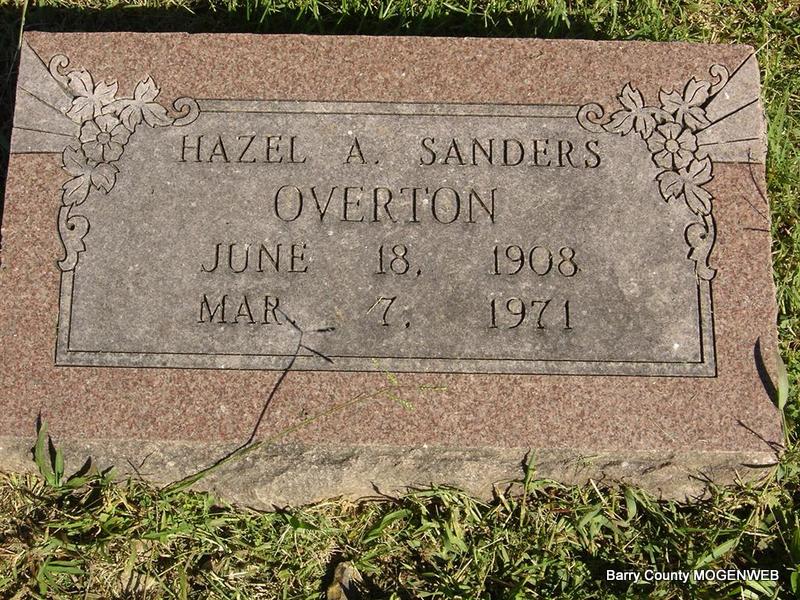 HAZEL A. SANDERS
OVERTON
JUNE 18, 1908
MAR. 7, 1971
Barry County MOGENWEB